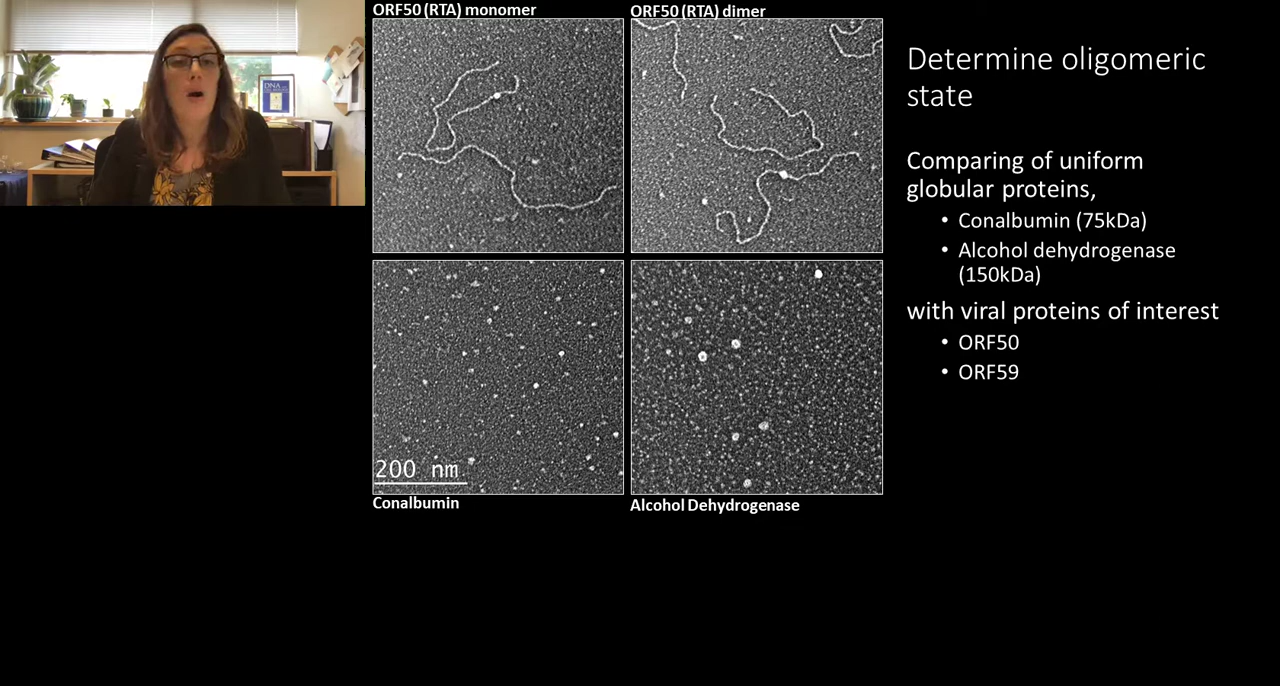 ORF50 (RTA) monomer
ORF50 (RTA) dimer
Determine oligomeric
state
Comparing of uniform
globular proteins,
• Conalbumin (75kDa)
• Alcohol dehydrogenase
(150kDa)
with viral proteins of interest
• ORF50
• ORF59
200 nm
Conalbumin
Alcohol Dehydrogenase
DNA